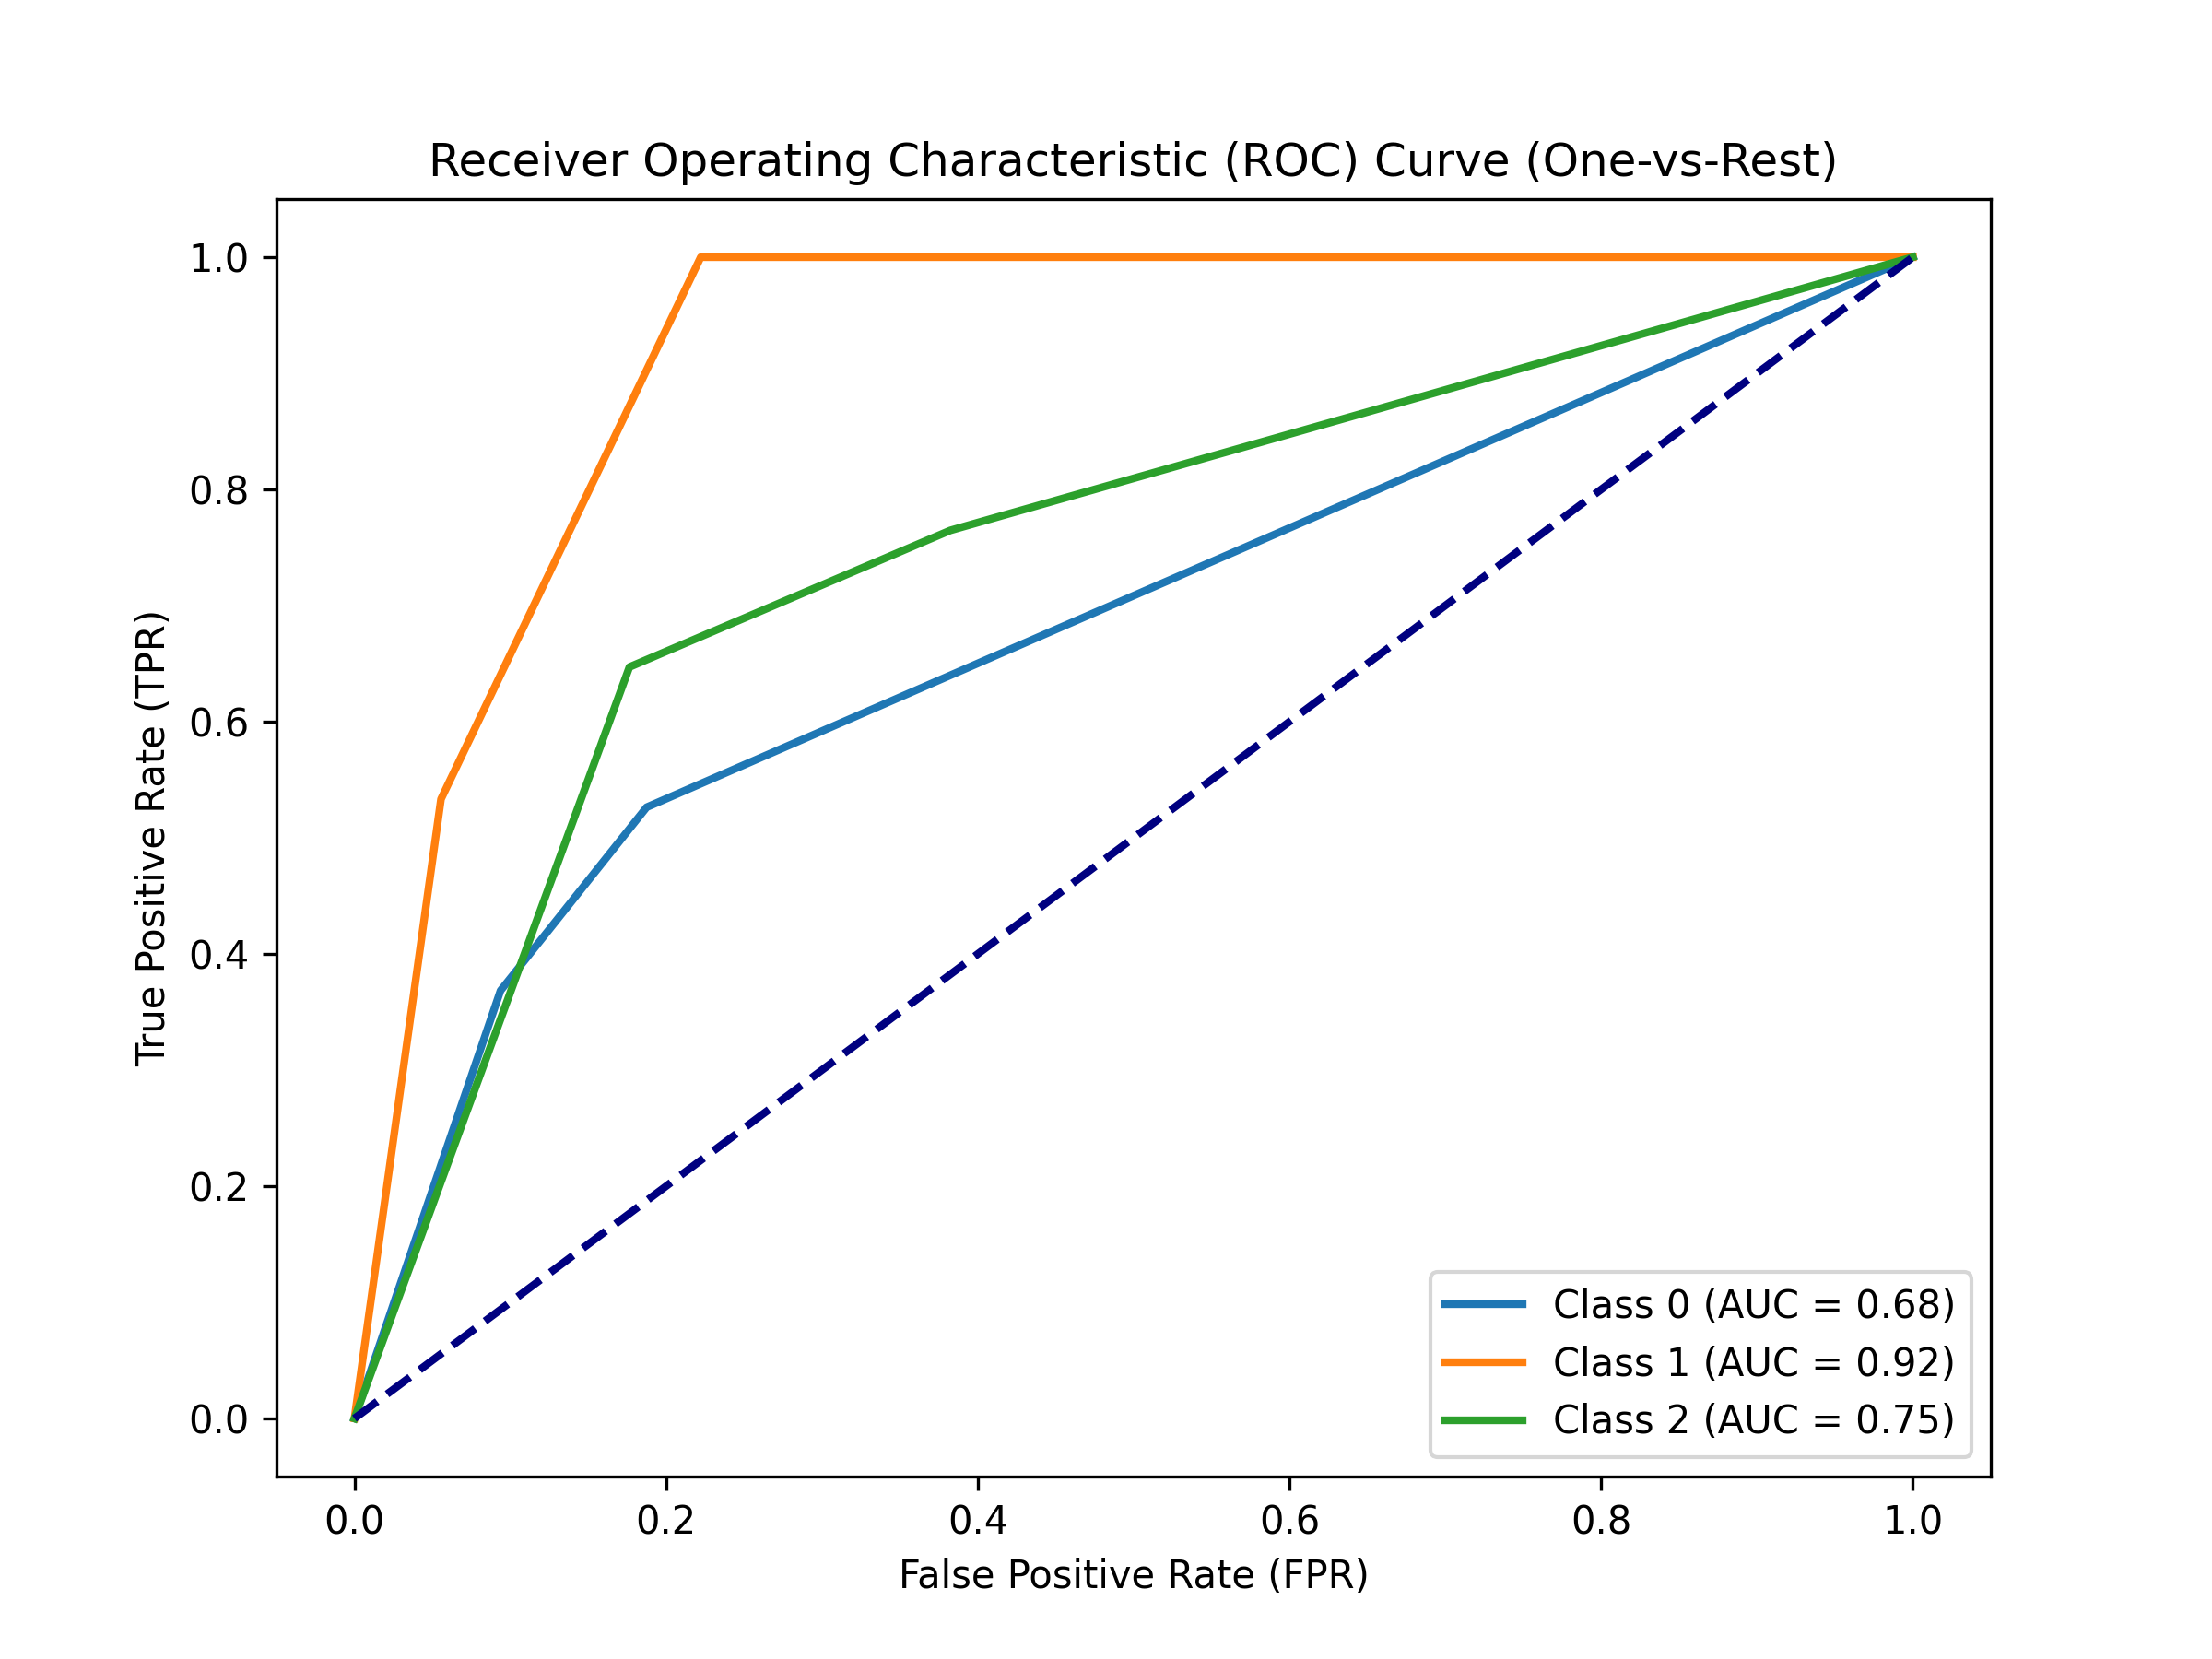 Receiver Operating Characteristic (ROC) Curve (One-vs-Rest)
True Positive Rate (TPR)
1.0
0.8
0.6
0.4
0.2
0.0
0.0 0.2 0.4 0.6 0.8 1.0
False Positive Rate (FPR)
Class 0 (AUC = 0.68)
Class 1 (AUC = 0.92)
Class 2 (AUC = 0.75)